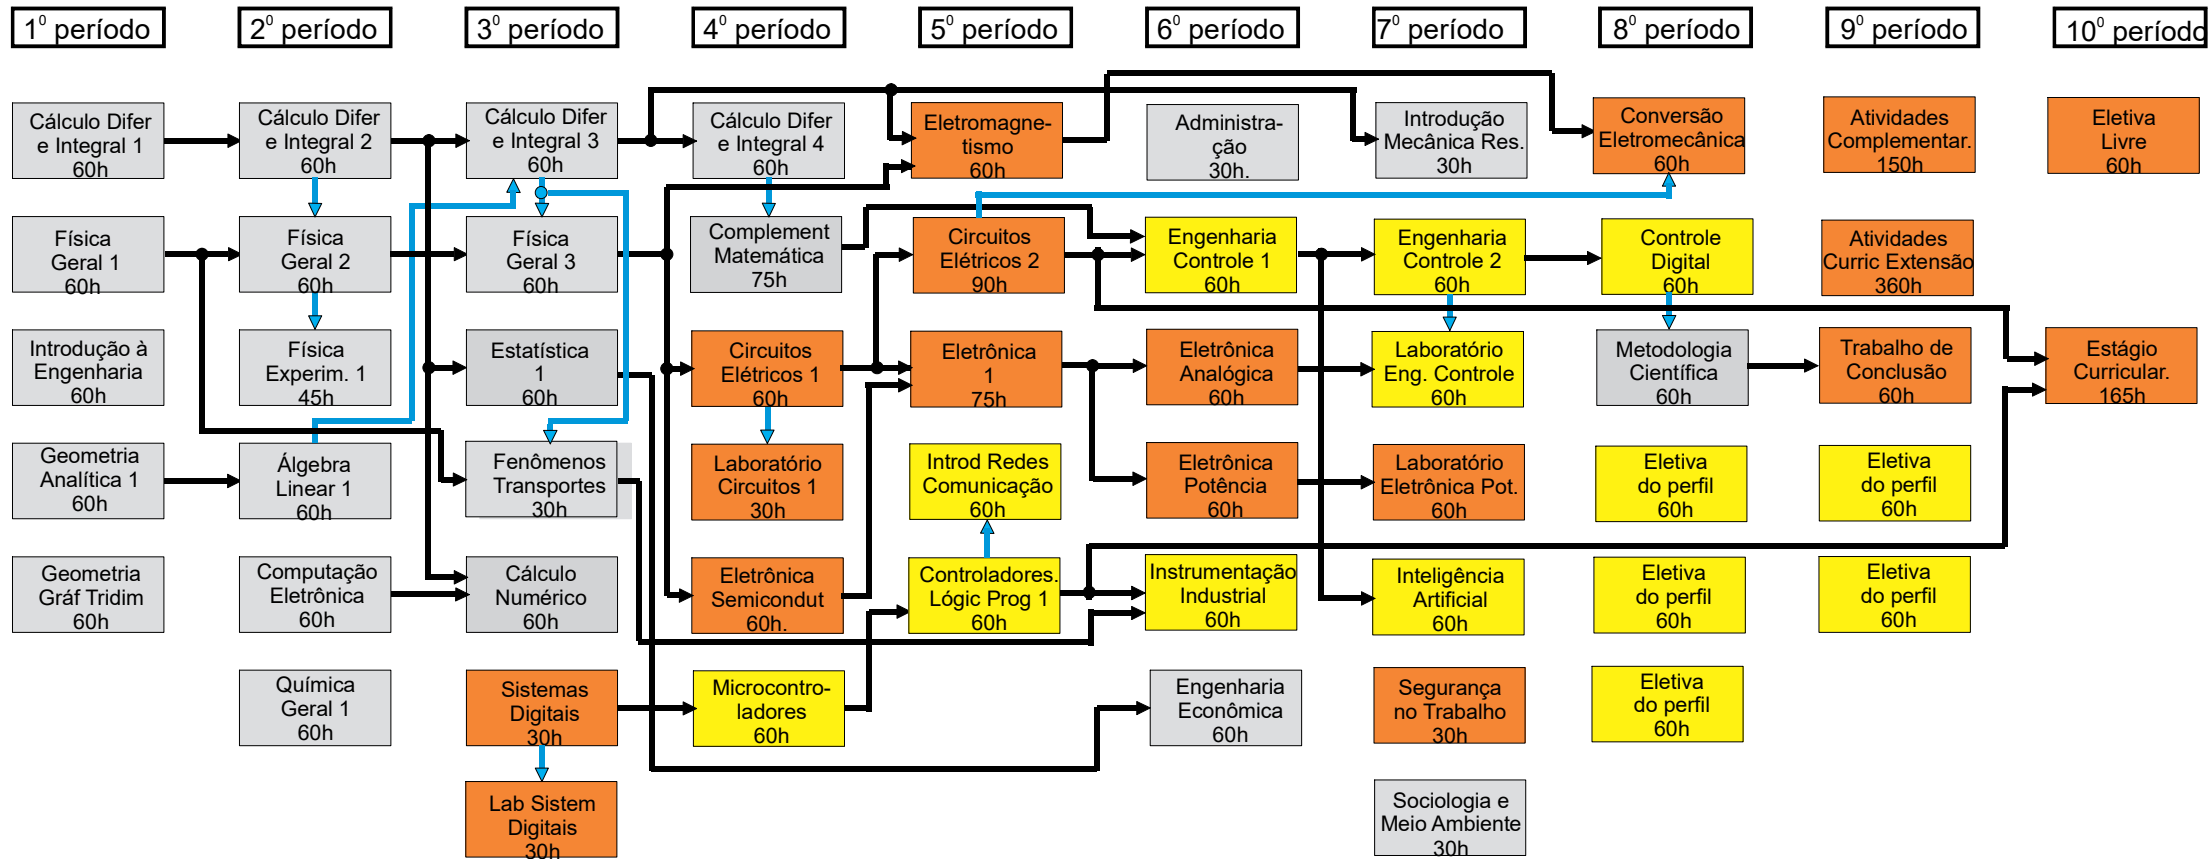 1⁰ período
2⁰ período
3⁰ período
4⁰ período
5⁰ período
6⁰ período
7⁰ período
8⁰ período
9⁰ período
10⁰ período
Cálculo Difer
e Integral 1
60h
Cálculo Difer
e Integral 2
60h
Cálculo Difer
e Integral 3
60h
Cálculo Difer
e Integral 4
60h
Eletromagne-
tismo
60h
Administra-
ção
30h.
Introdução
Mecânica Res.
30h
Conversão
Eletromecânica
60h
Atividades
Complementar.
150h
Eletiva
Livre
60h
Física
Geral 1
60h
Física
Geral 2
60h
Física
Geral 3
60h
Complement
Matemática
75h
Circuitos
Elétricos 2
90h
Engenharia
Controle 1
60h
Engenharia
Controle 2
60h
Controle
Digital
60h
Atividades
Curric Extensão
360h
Introdução à
Engenharia
60h
Física
Experim. 1
45h
Estatística
1
60h
Circuitos
Elétricos 1
60h
Eletrônica
1
75h
Eletrônica
Analógica
60h
Laboratório
Eng. Controle
60h
Metodologia
Científica
60h
Trabalho de
Conclusão
60h
Estágio
Curricular.
165h
Geometria
Analítica 1
60h
Álgebra
Linear 1
60h
Fenômenos
Transportes
30h
Laboratório
Circuitos 1
30h
Introd Redes
Comunicação
60h
Eletrônica
Potência
60h
Laboratório
Eletrônica Pot.
60h
Eletiva
do perfil
60h
Eletiva
do perfil
60h
Geometria
Gráf Tridim
60h
Computação
Eletrônica
60h
Cálculo
Numérico
60h
Eletrônica
Semicondut
60h.
Controladores.
Lógic Prog 1
60h
Instrumentação
Industrial
60h
Inteligência
Artificial
60h
Eletiva
do perfil
60h
Eletiva
do perfil
60h
Química
Geral 1
60h
Sistemas
Digitais
30h
Microcontro-
ladores
60h
Engenharia
Econômica
60h
Segurança
no Trabalho
30h
Eletiva
do perfil
60h
Lab Sistem
Digitais
30h
Sociologia e
Meio Ambiente
30h